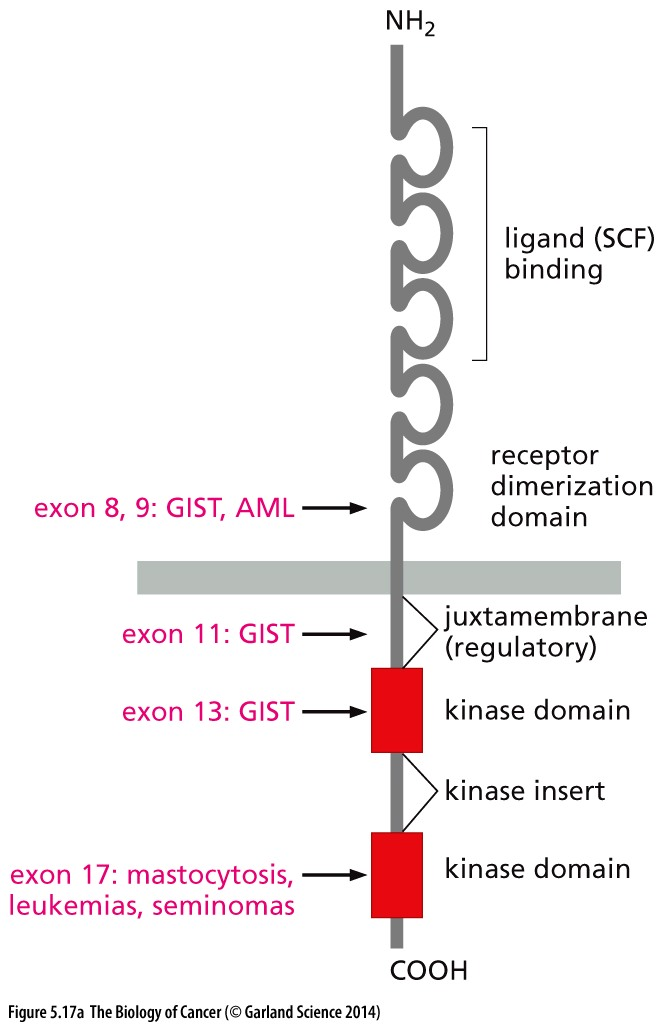 NH2
ligand (SCF)
binding
receptor
dimerization
domain
exon 8, 9: GIST, AML
juxtamembrane
(regulatory)
exon 11: GIST
exon 13: GIST
kinase domain
kinase insert
exon 17: mastocytosis,
leukemias, seminomas
kinase domain
COOH
Figure 5.17a The Biology of Cancer (© Garland Science 2014)